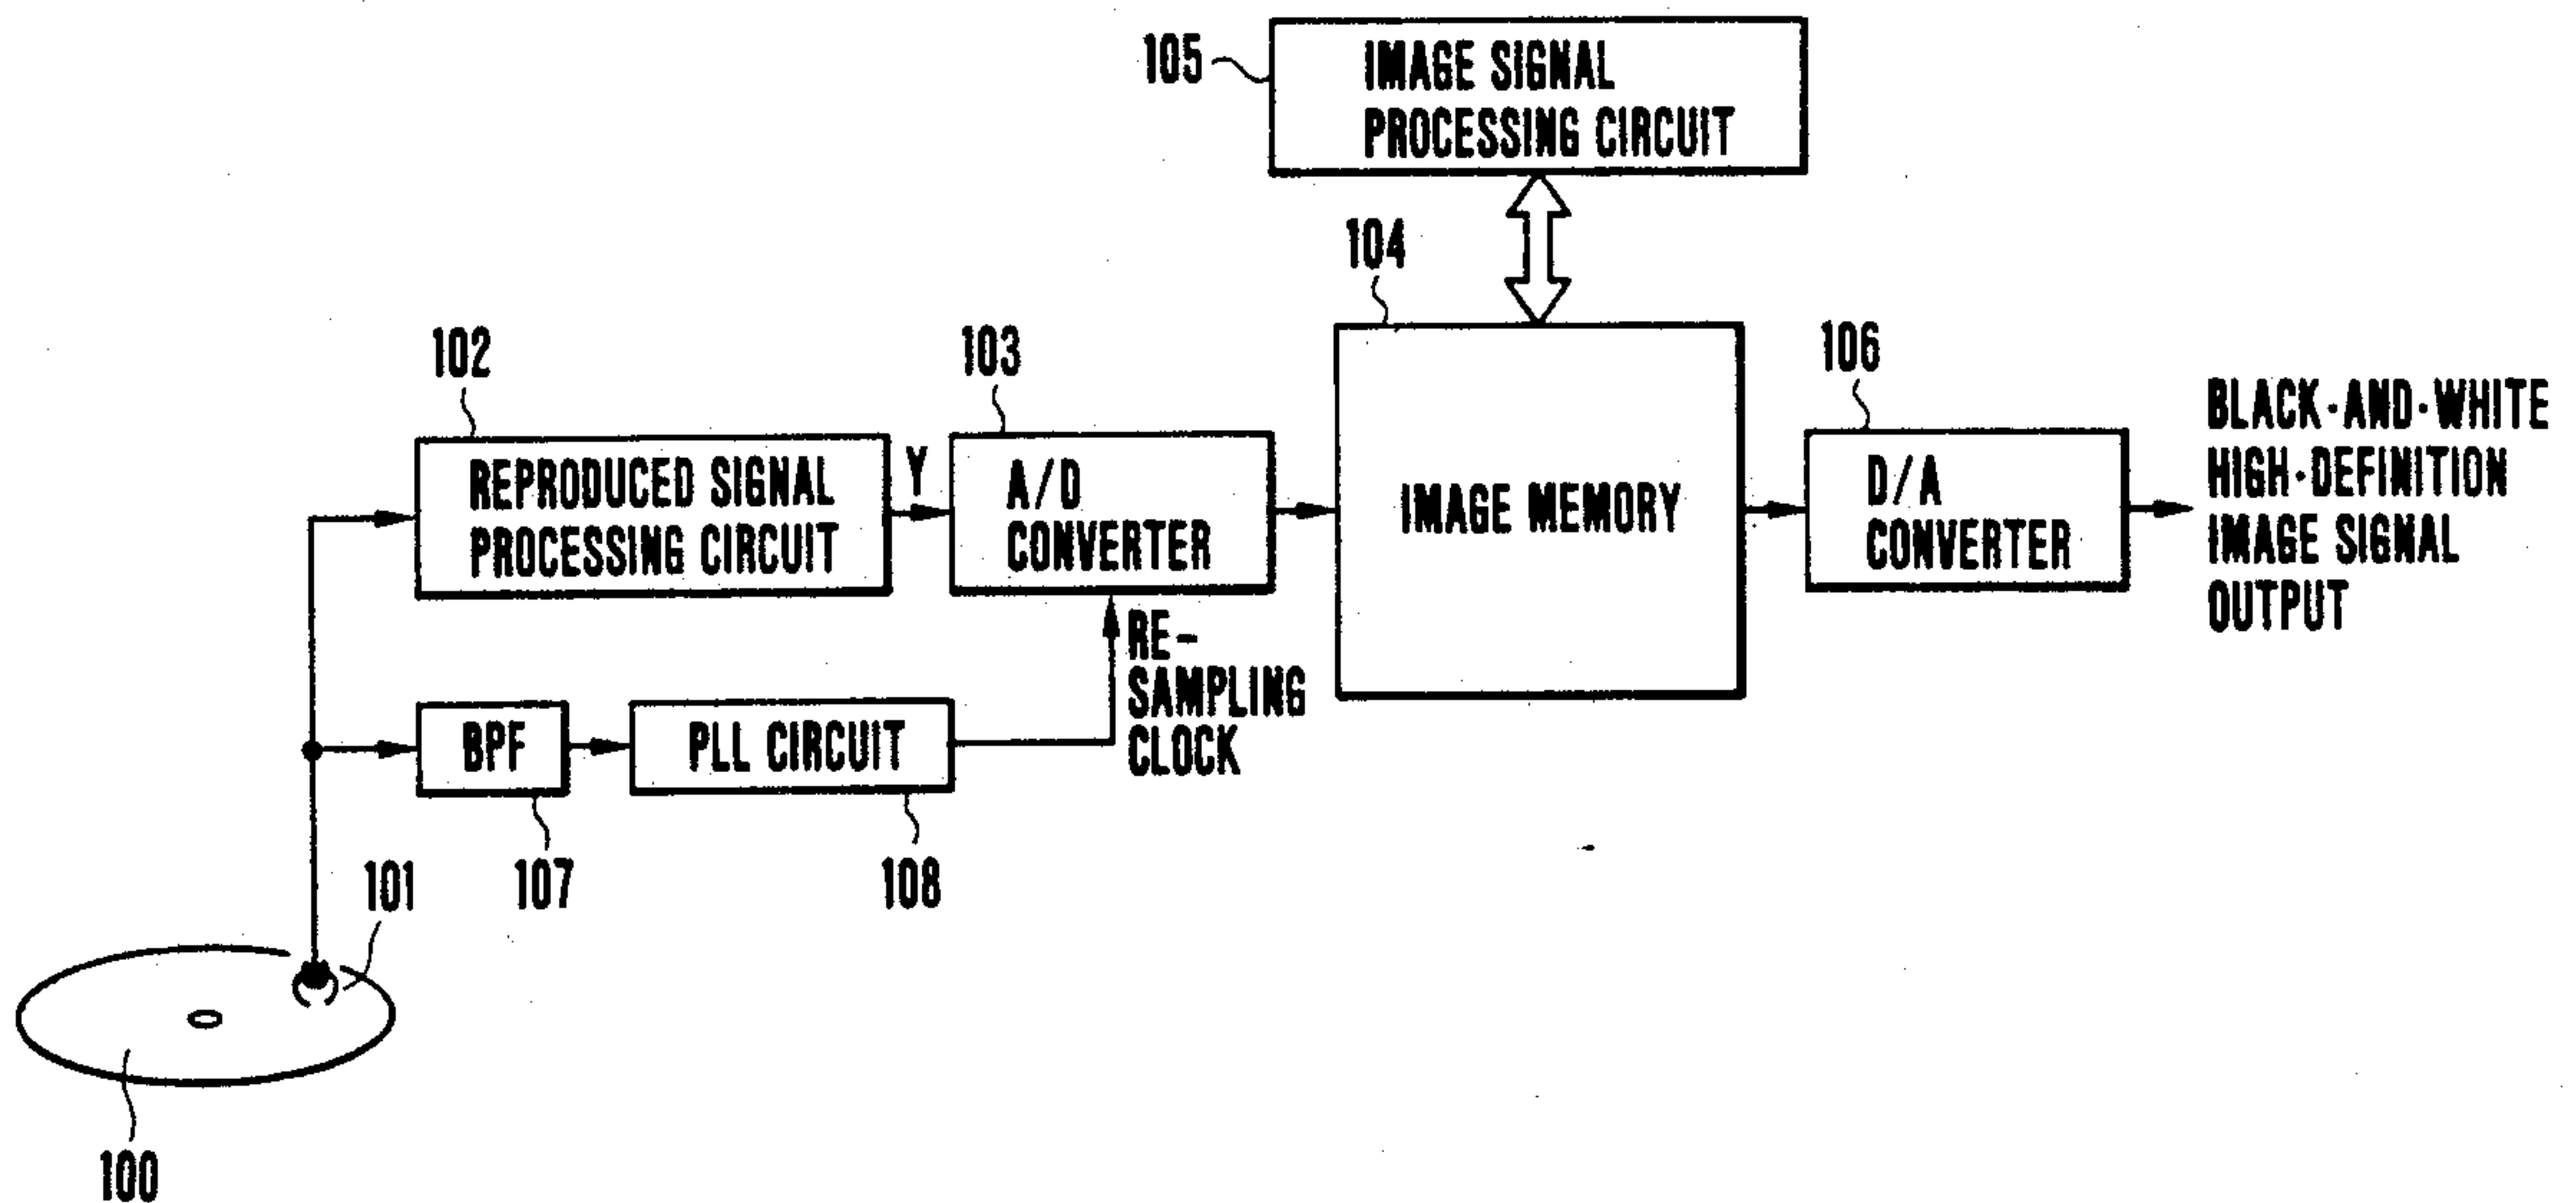 105
IMAGE SIGNAL
PROCESSING CIRCUIT
104
102
103
106
REPRODUCED SIGNAL
PROCESSING CIRCUIT
Y
A/D
CONVERTER
IMAGE MEMORY
D/A
CONVERTER
BLACK-AND-WHITE
HIGH-DEFINITION
IMAGE SIGNAL
OUTPUT
RE-
SAMPLING
CLOCK
BPF
PLL CIRCUIT
107
108
101
100